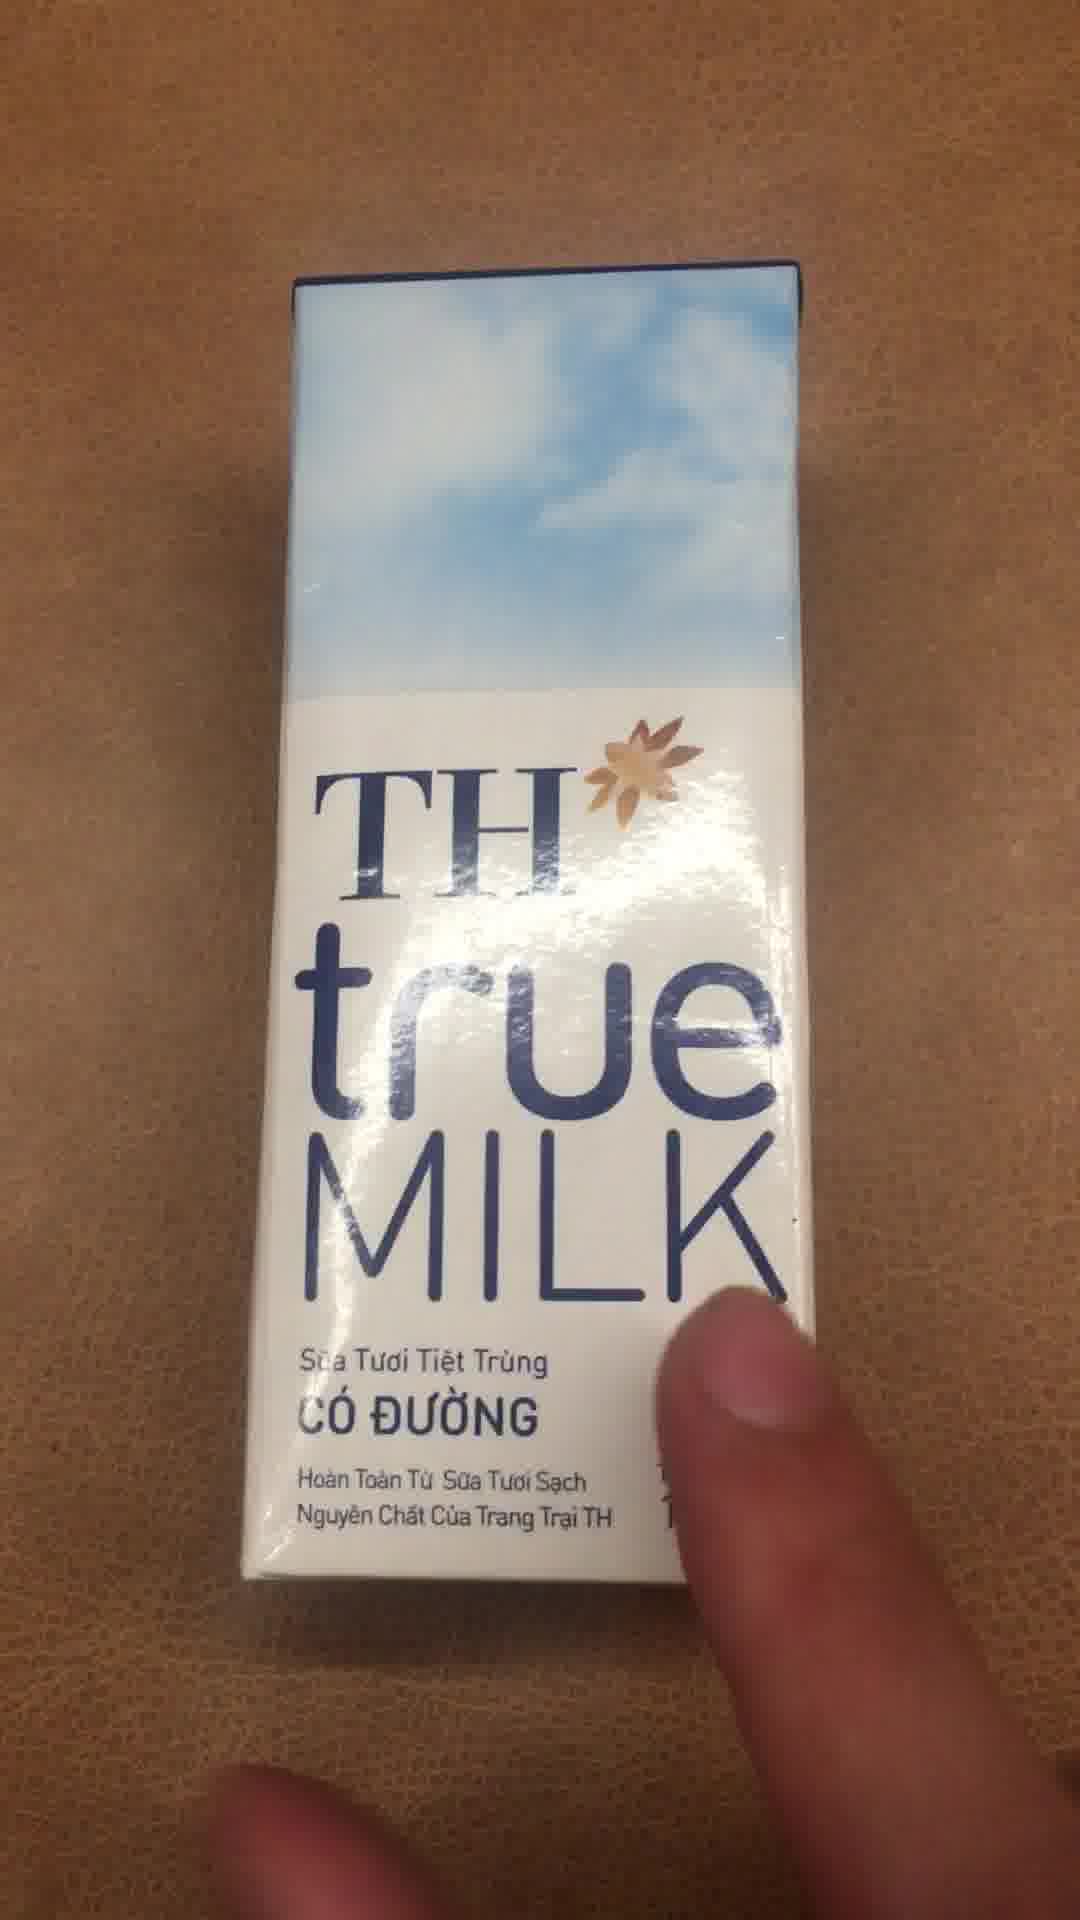 TH
true
MILK
Sữa Tươi Tiệt Trùng
CÓ ĐƯỜNG
Hoàn Toàn Từ Sữa Tươi Sạch
Nguyên Chất Của Trang Trại TH